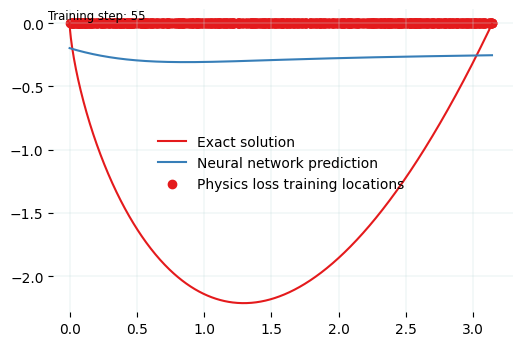 Training step: 55
0.0
−0.5
−1.0
−1.5
−2.0
Exact solution
Neural network prediction
Physics loss training locations
0.0 0.5 1.0 1.5 2.0 2.5 3.0